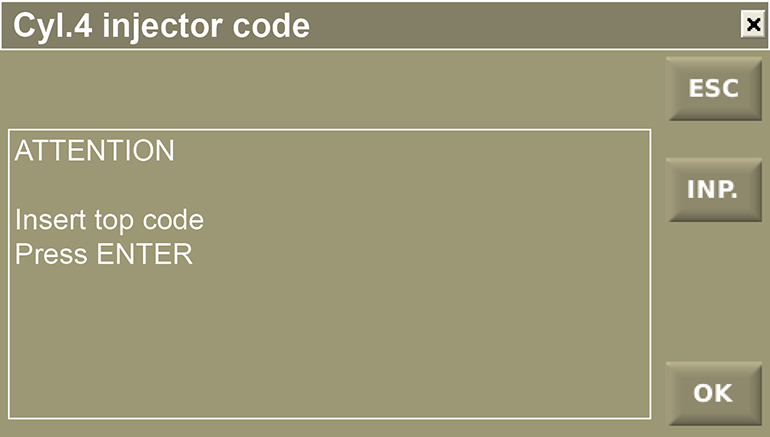 Cyl.4 injector code
ESC
ATTENTION
INP.
Insert top code
Press ENTER
OK